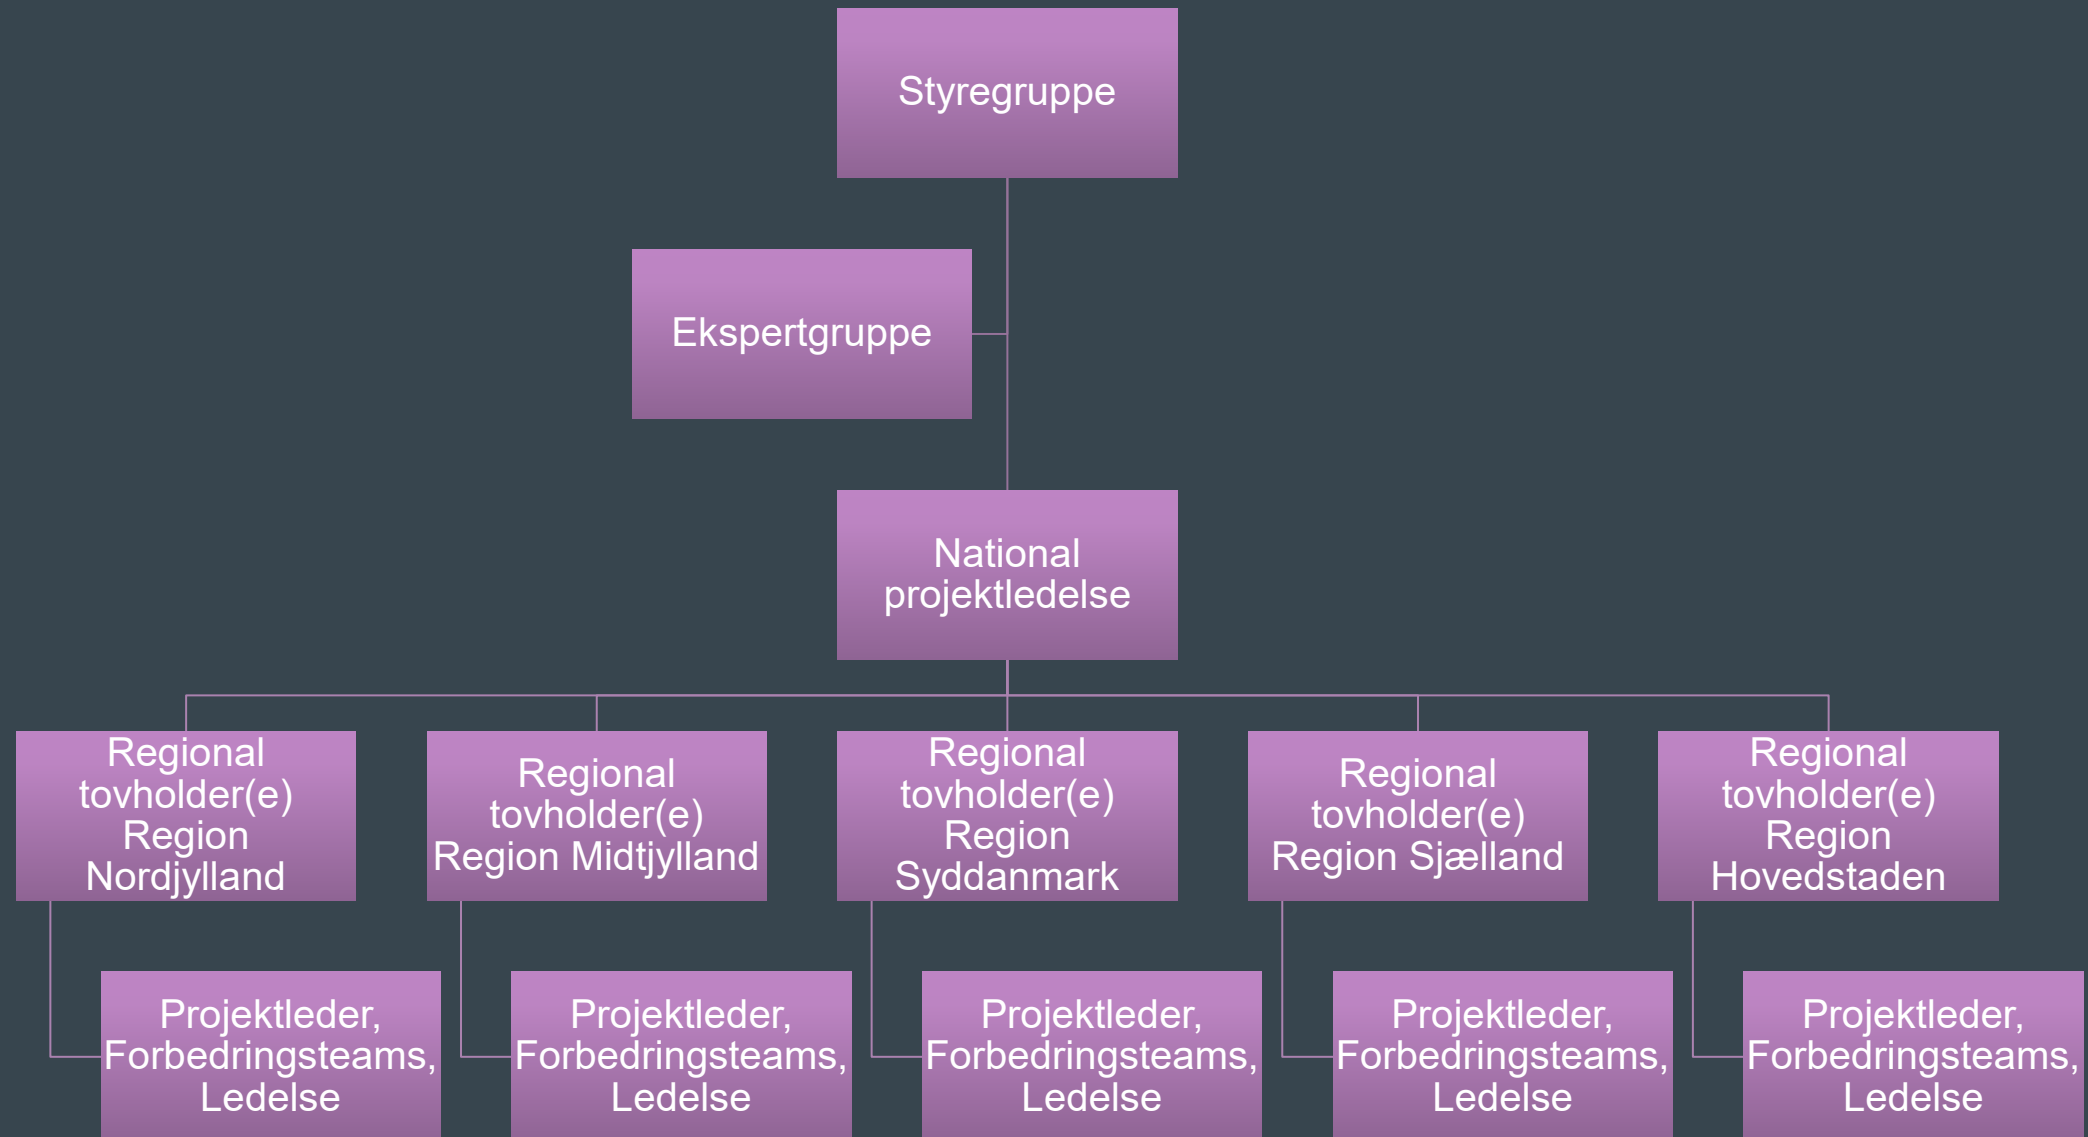 Styregruppe
Ekspertgruppe
National
projektledelse
Regional
tovholder(e)
Region
Nordjylland
Regional
tovholder(e)
Region Midtjylland
Regional
tovholder(e)
Region
Syddanmark
Regional
tovholder(e)
Region Sjælland
Regional
tovholder(e)
Region
Hovedstaden
Projektleder,
Forbedringsteams,
Ledelse
Projektleder,
Forbedringsteams,
Ledelse
Projektleder,
Forbedringsteams,
Ledelse
Projektleder,
Forbedringsteams,
Ledelse
Projektleder,
Forbedringsteams,
Ledelse